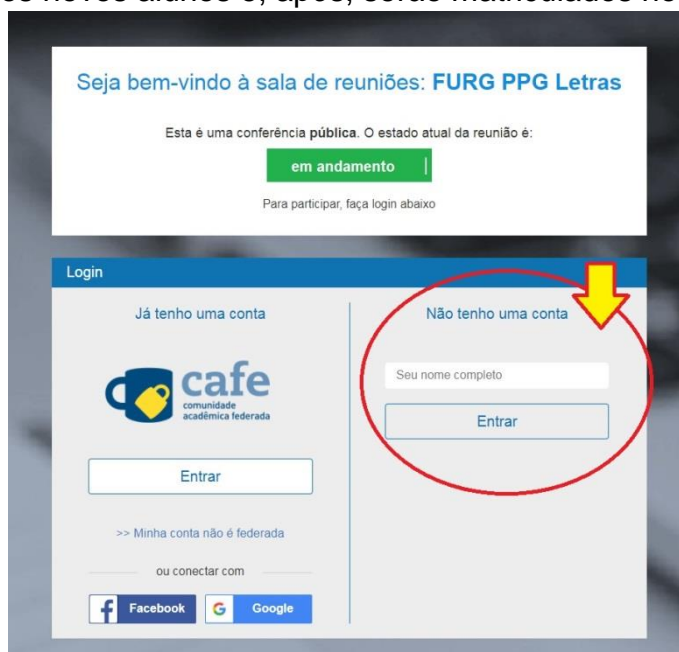 Seja bem-vindo à sala de reuniões: FURG PPG Letras
Esta é uma conferência pública. O estado atual da reunião é:
em andamento
Para participar, faça login abaixo
Login
Já tenho uma conta
cafe
comunidade
acadêmica federada
Entrar
>> Minha conta não é federada
ou conectar com
Facebook
Google
Não tenho uma conta
Seu nome completo
Entrar